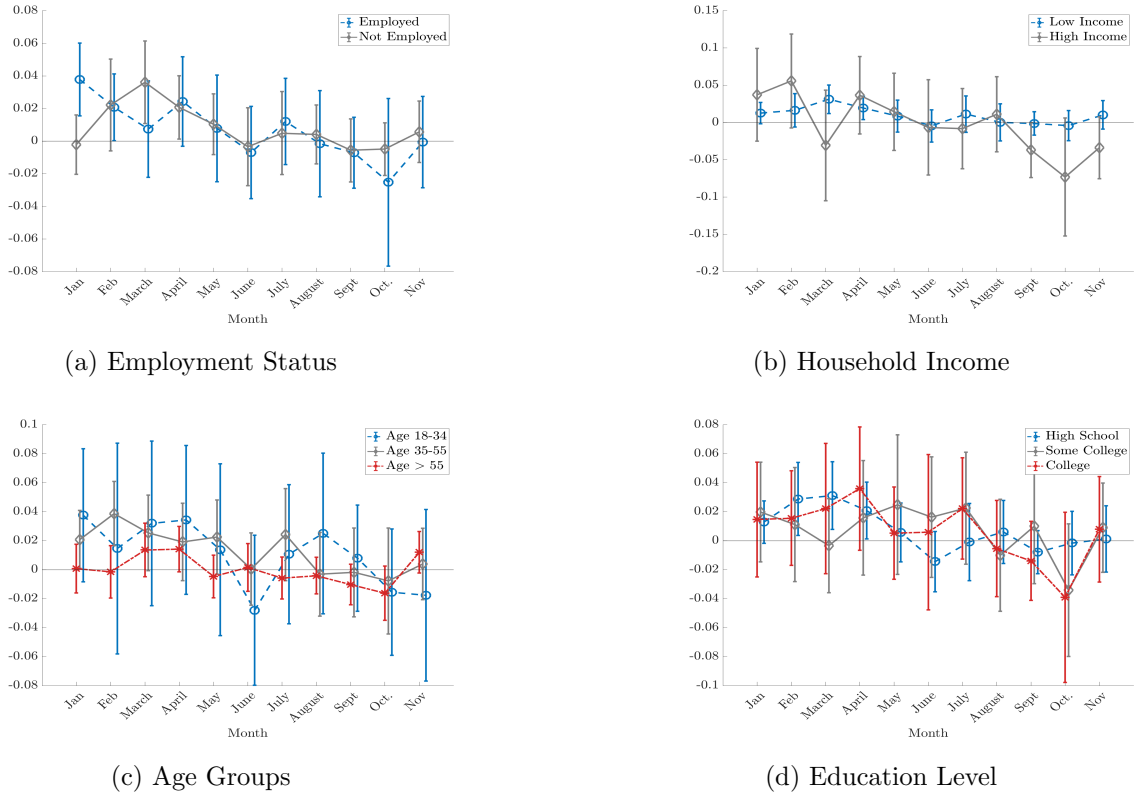 0.08
0.06
0.04
0.02
0
-0.02
-0.04
-0.06
-0.08
Employed
Not Employed
Jan
Feb
March
April
May
June
July
August
Sept
Oct.
Nov
Month
(a) Employment Status
0.15
0.1
0.05
0
-0.05
-0.1
-0.15
-0.2
Low Income
High Income
Jan
Feb
March
April
May
June
July
August
Sept
Oct.
Nov
Month
(b) Household Income
0.1
0.08
0.06
0.04
0.02
0
-0.02
-0.04
-0.06
-0.08
Age 18-34
Age 35-55
Age > 55
Jan
Feb
March
April
May
June
July
August
Sept
Oct.
Nov
Month
(c) Age Groups
0.08
0.06
0.04
0.02
0
-0.02
-0.04
-0.06
-0.08
-0.1
High School
Some College
College
Jan
Feb
March
April
May
June
July
August
Sept
Oct.
Nov
Month
(d) Education Level